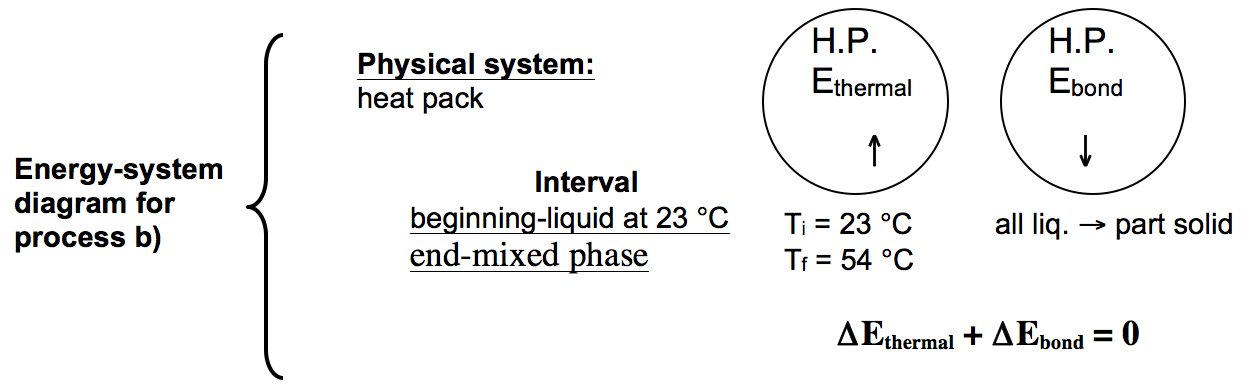 Energy-system
diagram for
process b)
Physical system:
heat pack
Interval
beginning-liquid at 23 °C
end-mixed phase
H.P.
Ethermal
↑
Ti = 23 °C
Tf = 54 °C
H.P.
Ebond
↓
all liq. → part solid
ΔEthermal + ΔEbond = 0